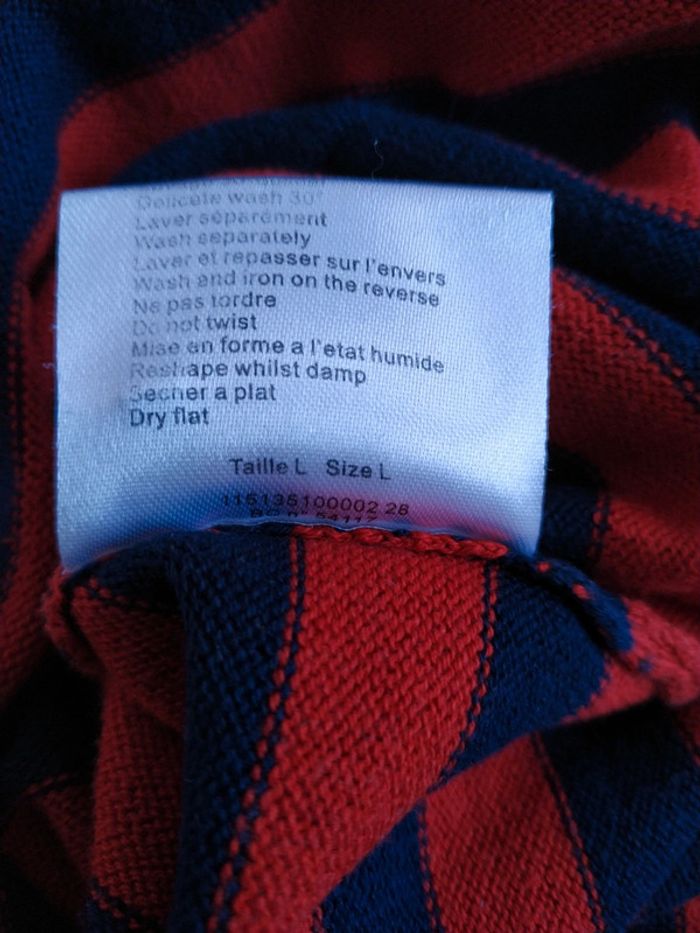 Delicate wash 30°
Laver séparément
Wash separately
Laver et repasser sur l'envers
Wash and iron on the reverse
Ne pas tordre
Do not twist
Mise en forme a l'etat humide
Reshape whilst damp
Secher a plat
Dry flat
Taille L Size L
116135100002 28